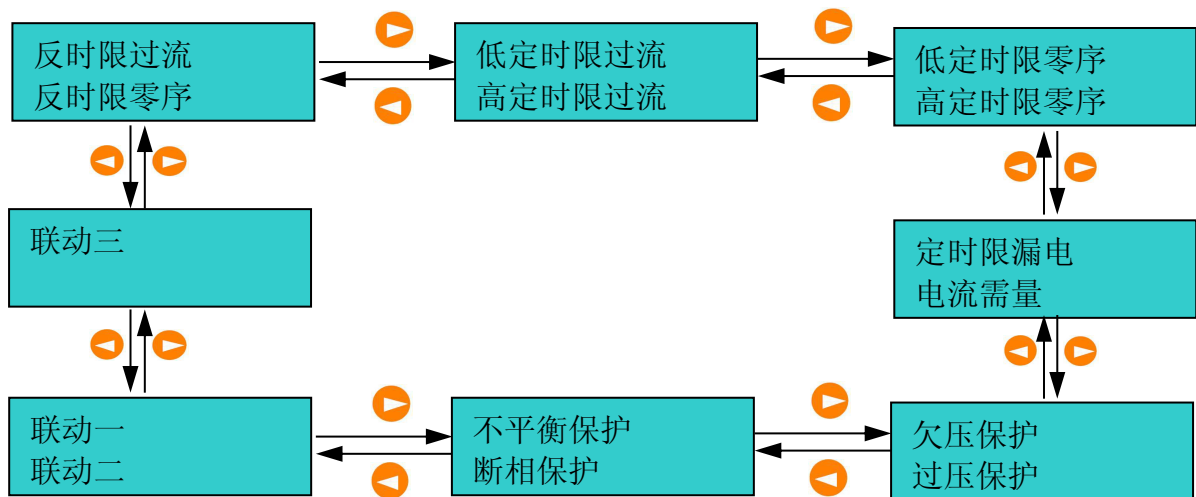 反时限过流
反时限零序
低定时限过流
高定时限过流
低定时限零序
高定时限零序
联动三
定时限漏电
电流需量
联动一
联动二
不平衡保护
断相保护
欠压保护
过压保护